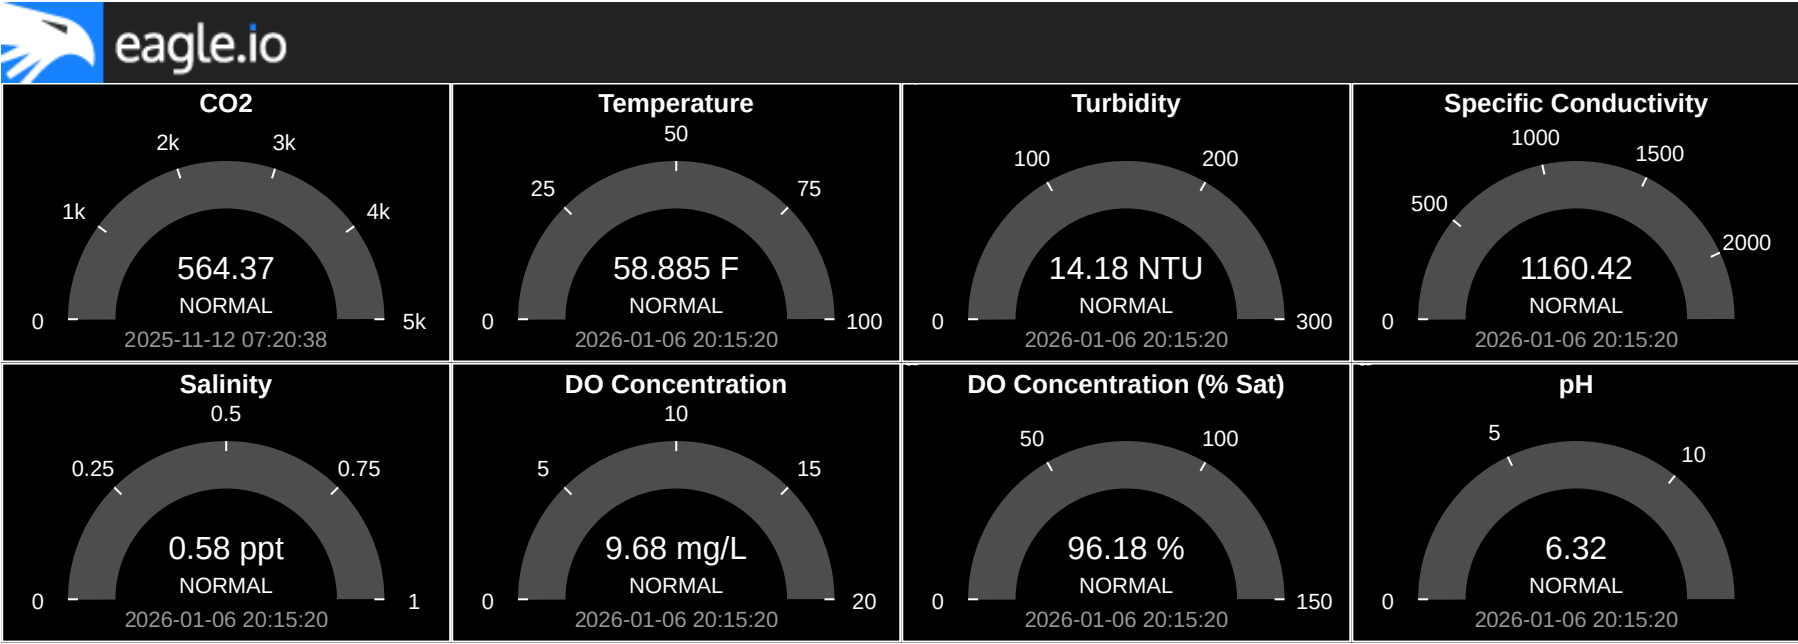 eagle.io
CO2
2k
3k
1k
4k
564.37
NORMAL
0
5k
2025-11-12 07:20:38
Temperature
50
25
75
58.885 F
NORMAL
0
100
2026-01-06 20:15:20
Turbidity
100
200
14.18 NTU
NORMAL
0
300
2026-01-06 20:15:20
Specific Conductivity
1000
1500
500
2000
1160.42
NORMAL
0
2026-01-06 20:15:20
Salinity
0.5
0.25
0.75
0.58 ppt
NORMAL
0
1
2026-01-06 20:15:20
DO Concentration
10
5
15
9.68 mg/L
NORMAL
0
20
2026-01-06 20:15:20
DO Concentration (% Sat)
50
100
96.18 %
NORMAL
0
150
2026-01-06 20:15:20
pH
5
10
6.32
NORMAL
0
2026-01-06 20:15:20